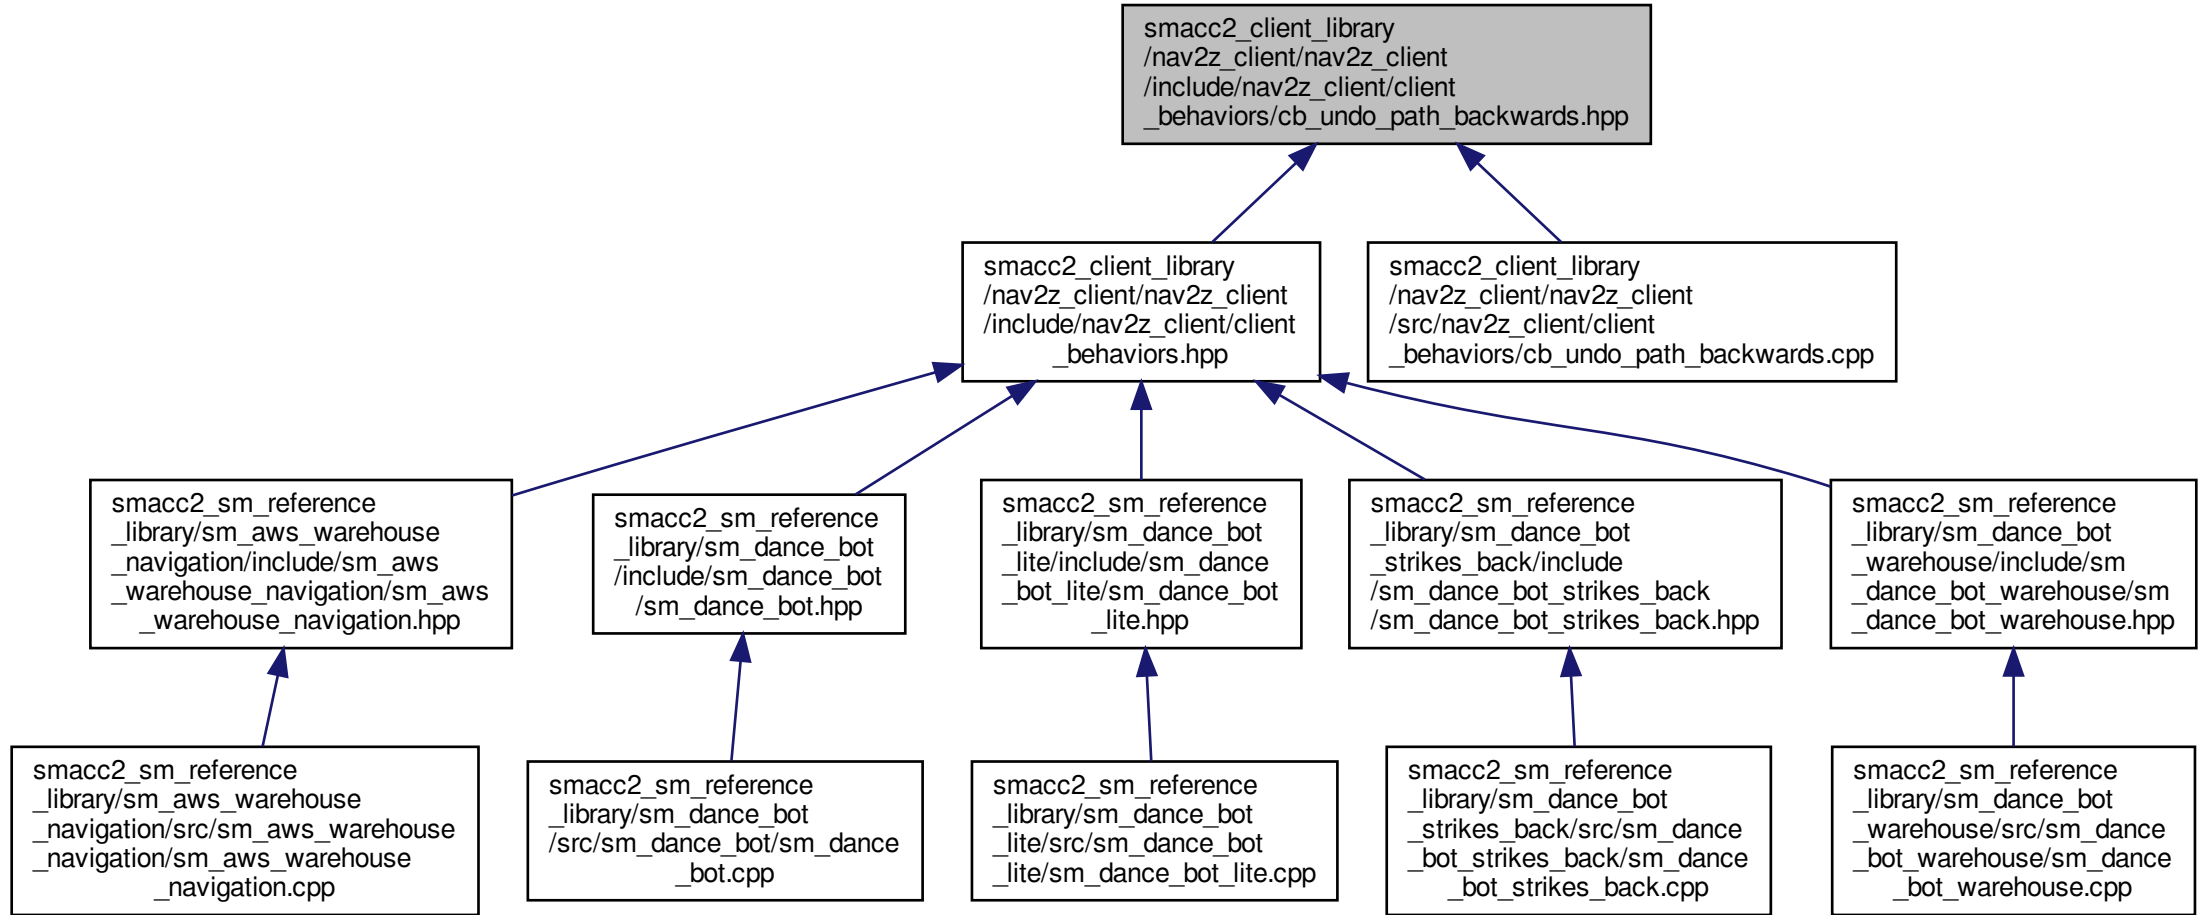 smacc2_client_library
/nav2z_client/nav2z_client
/include/nav2z_client/client
_behaviors/cb_undo_path_backwards.hpp
smacc2_client_library
/nav2z_client/nav2z_client
/include/nav2z_client/client
_behaviors.hpp
smacc2_client_library
/nav2z_client/nav2z_client
/src/nav2z_client/client
_behaviors/cb_undo_path_backwards.cpp
smacc2_sm_reference
_library/sm_aws_warehouse
_navigation/include/sm_aws
_warehouse_navigation/sm_aws
_warehouse_navigation.hpp
smacc2_sm_reference
_library/sm_dance_bot
/include/sm_dance_bot
/sm_dance_bot.hpp
smacc2_sm_reference
_library/sm_dance_bot
_lite/include/sm_dance
_bot_lite/sm_dance_bot
_lite.hpp
smacc2_sm_reference
_library/sm_dance_bot
_strikes_back/include
/sm_dance_bot_strikes_back
/sm_dance_bot_strikes_back.hpp
smacc2_sm_reference
_library/sm_dance_bot
_warehouse/include/sm
_dance_bot_warehouse/sm
_dance_bot_warehouse.hpp
smacc2_sm_reference
_library/sm_aws_warehouse
_navigation/src/sm_aws_warehouse
_navigation/sm_aws_warehouse
_navigation.cpp
smacc2_sm_reference
_library/sm_dance_bot
/src/sm_dance_bot/sm_dance
_bot.cpp
smacc2_sm_reference
_library/sm_dance_bot
_lite/src/sm_dance_bot
_lite/sm_dance_bot_lite.cpp
smacc2_sm_reference
_library/sm_dance_bot
_strikes_back/src/sm_dance
_bot_strikes_back/sm_dance
_bot_strikes_back.cpp
smacc2_sm_reference
_library/sm_dance_bot
_warehouse/src/sm_dance
_bot_warehouse/sm_dance
_bot_warehouse.cpp